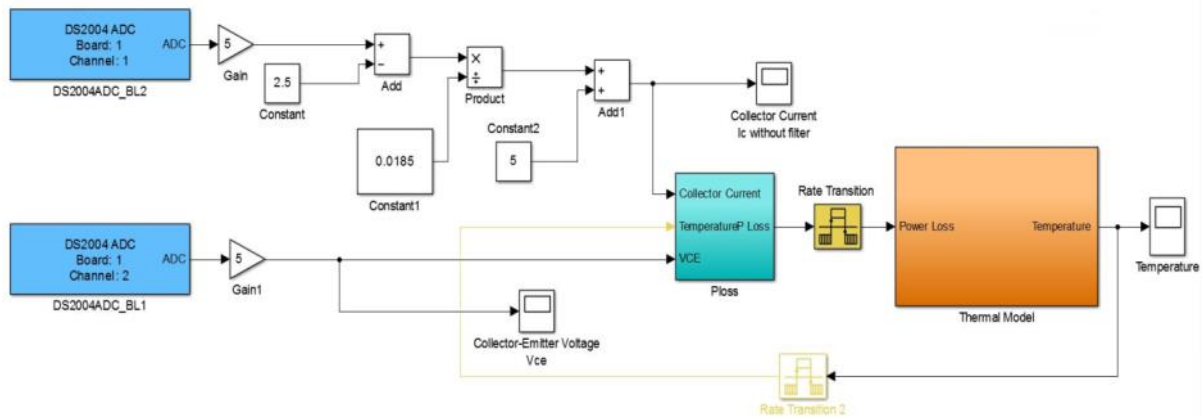 DS2004 ADC
Board: 1
Channel: 1
ADC
DS2004ADC_BL2
5
Gain
2.5
Constant
+
−
Add
×
÷
Product
0.0185
Constant1
Constant2
5
+
+
Add1
Collector Current
Ic without filter
DS2004 ADC
Board: 1
Channel: 2
ADC
DS2004ADC_BL1
5
Gain1
Collector-Emitter Voltage
Vce
Collector Current
TemperatureP Loss
VCE
Ploss
Rate Transition
Power Loss
Temperature
Thermal Model
Temperature
Rate Transition 2